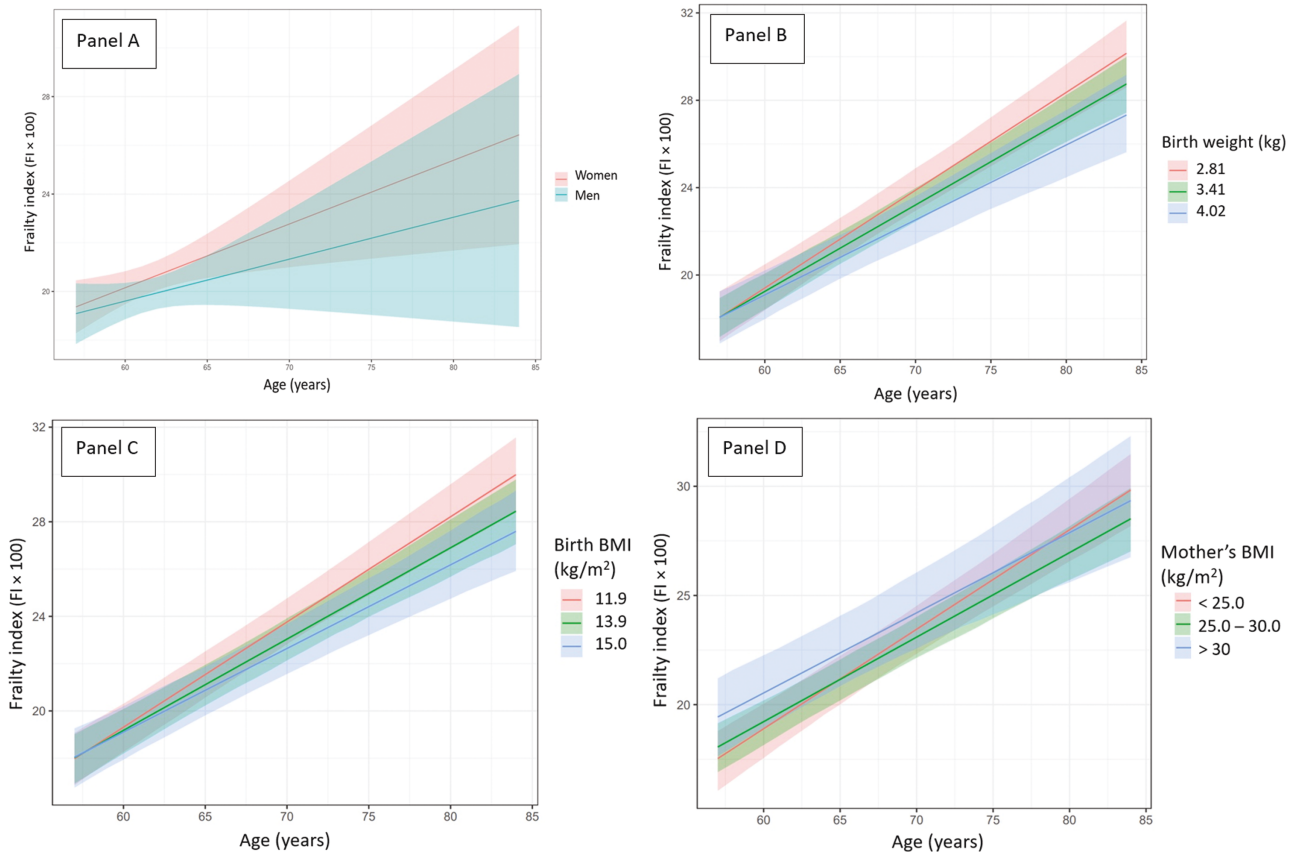 Panel A
Frailty index (FI × 100)
28
24
20
60 65 70 75 80 85
Age (years)
Women
Men
Panel B
Frailty index (FI × 100)
32
28
24
20
60 65 70 75 80 85
Age (years)
Birth weight (kg)
2.81
3.41
4.02
Panel C
Frailty index (FI × 100)
32
28
24
20
60 65 70 75 80 85
Age (years)
Birth BMI
(kg/m²)
11.9
13.9
15.0
Panel D
Frailty index (FI × 100)
30
25
20
60 65 70 75 80 85
Age (years)
Mother's BMI
(kg/m²)
< 25.0
25.0 – 30.0
> 30